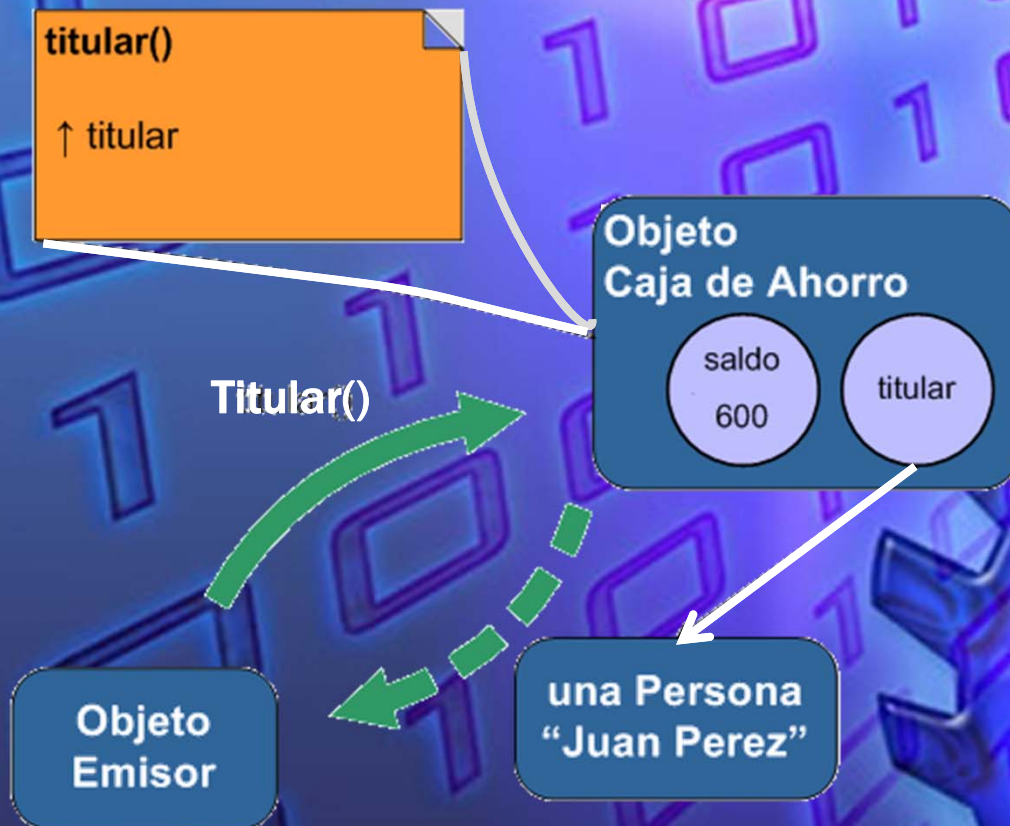 titular()
↑ titular
Objeto
Caja de Ahorro
saldo
600
titular
Titular()
Objeto
Emisor
una Persona
“Juan Perez”